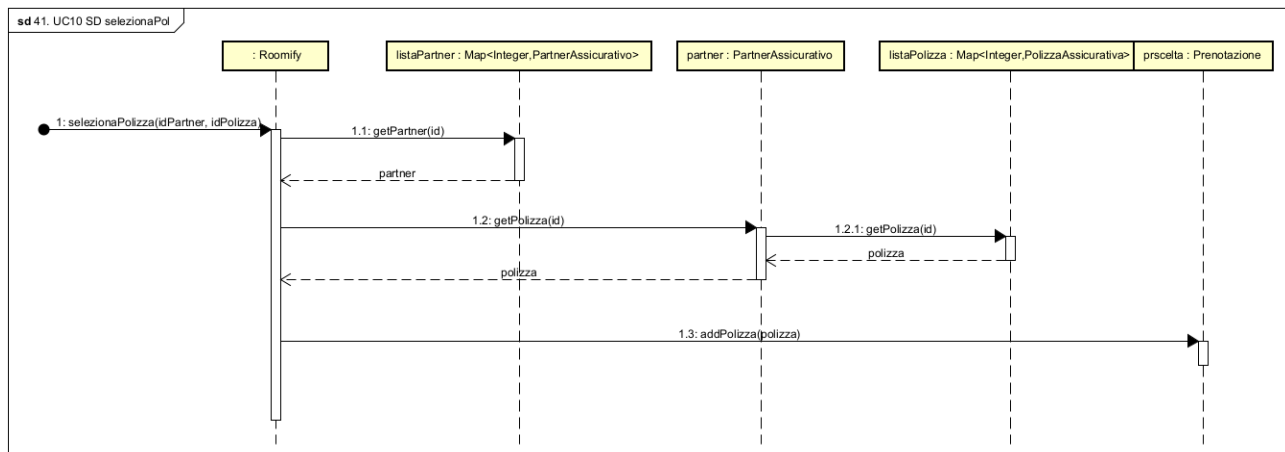 sd 41. UC10 SD selezionaPol
: Roomify
listaPartner : Map<Integer,PartnerAssicurativo>
partner : PartnerAssicurativo
listaPolizza : Map<Integer,PolizzaAssicurativa>
prscelta : Prenotazione
1: selezionaPolizza(idPartner, idPolizza)
1.1: getPartner(id)
partner
1.2: getPolizza(id)
1.2.1: getPolizza(id)
polizza
polizza
1.3: addPolizza(polizza)